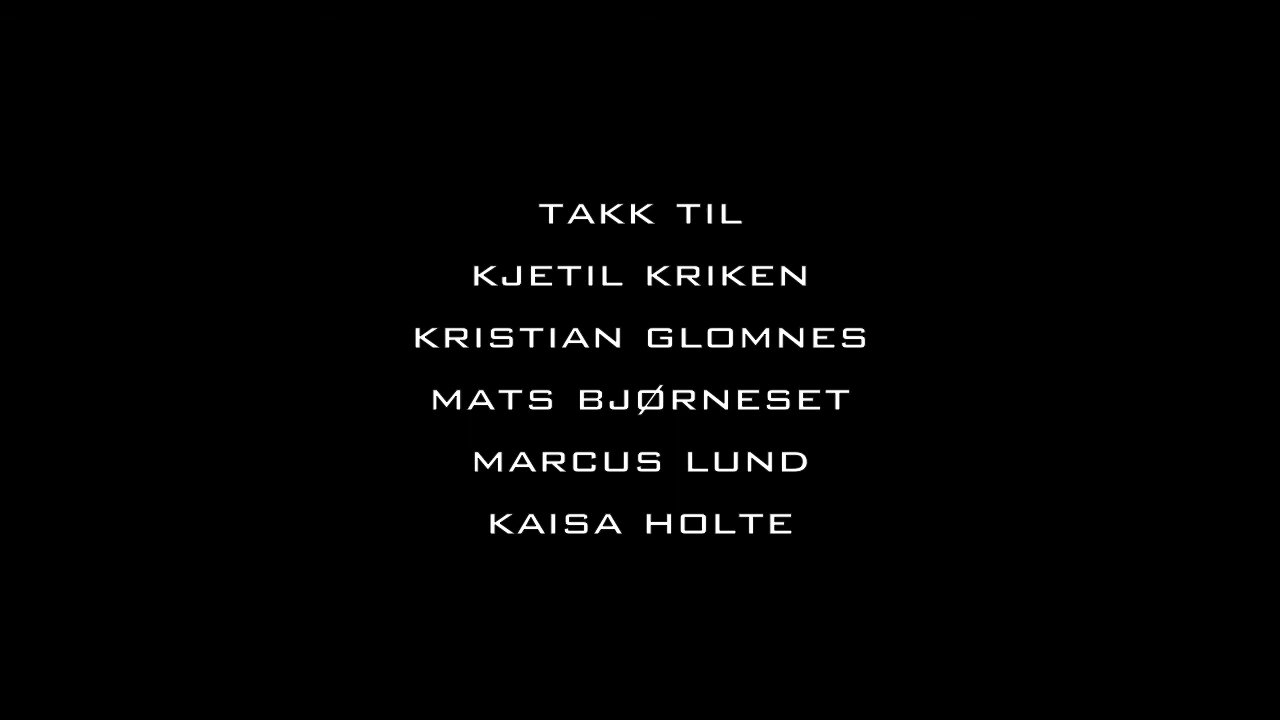 TAKK TIL
KJETIL KRIKEN
KRISTIAN GLOMNES
MATS BJØRNESET
MARCUS LUND
KAISA HOLTE